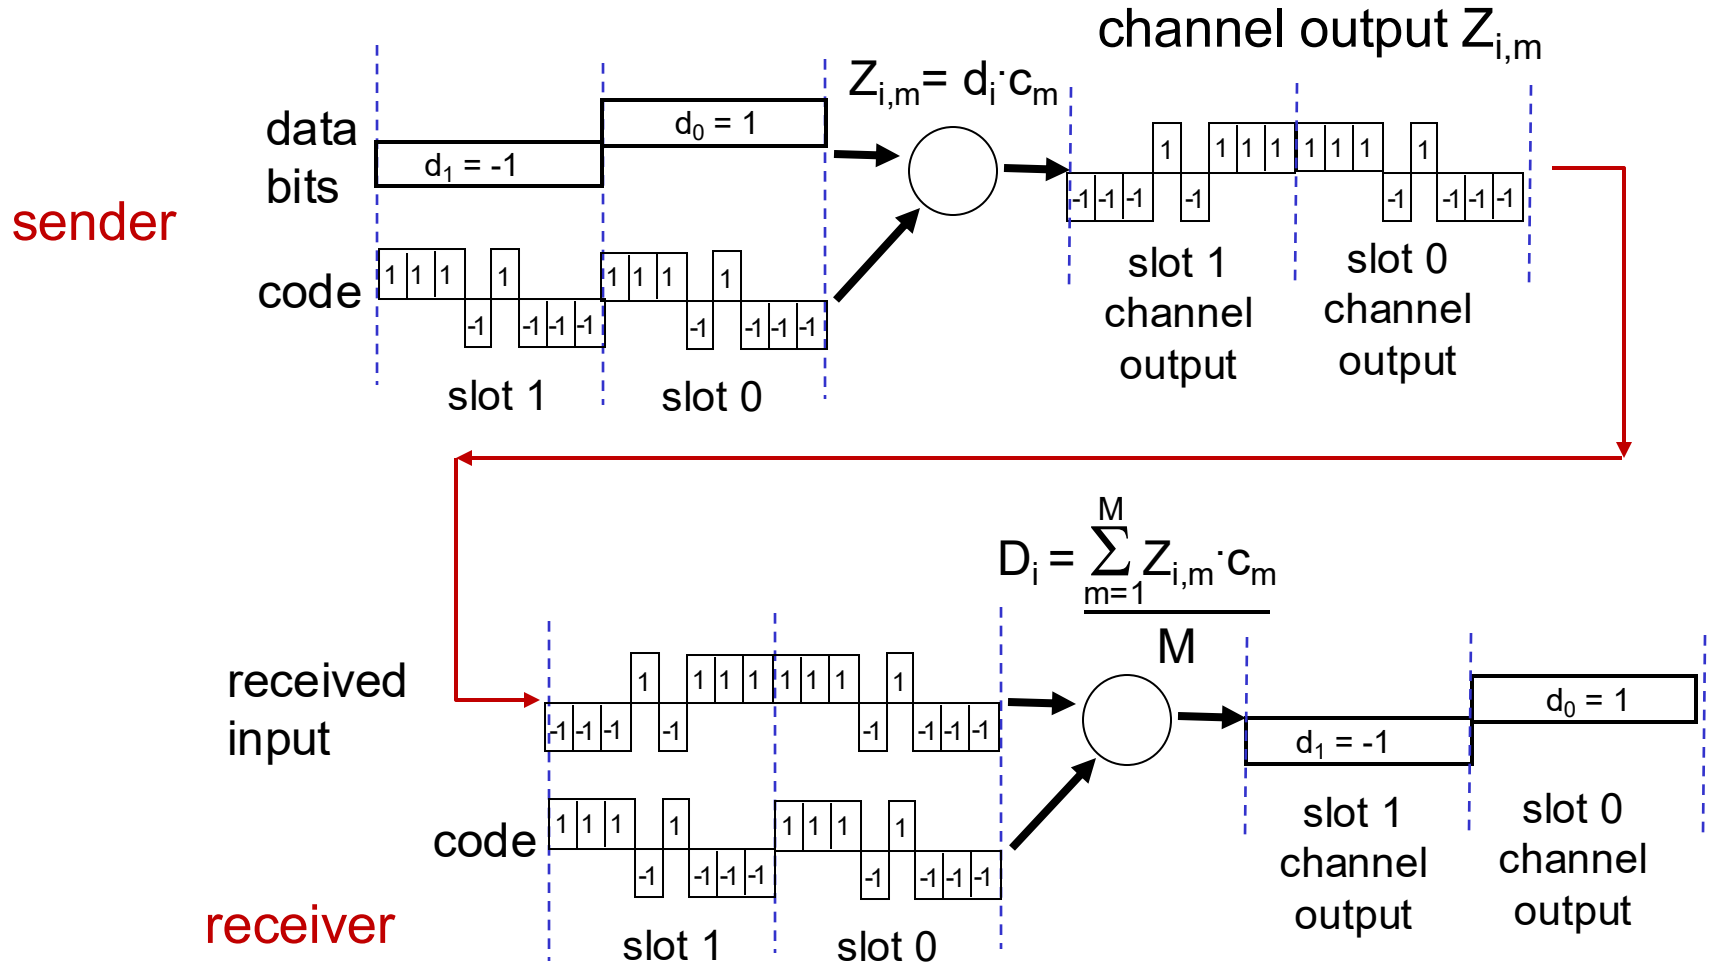 channel output Z_i,m
Z_i,m = d_i·c_m
data
bits
d_0 = 1
d_1 = -1
sender
1 1 1 -1 1 -1 -1 -1 1 1 1 -1 1 -1 -1 -1
code
slot 1 slot 0
-1 -1 -1 1 -1 1 1 1 1 1 1 -1 1 -1 -1 -1
slot 1
channel
output
slot 0
channel
output
D_i = Σ Z_i,m·c_m
M
m=1
M
received
input
-1 -1 -1 1 -1 1 1 1 1 1 1 -1 1 -1 -1 -1
code
1 1 1 -1 1 -1 -1 -1 1 1 1 -1 1 -1 -1 -1
slot 1 slot 0
receiver
d_0 = 1
d_1 = -1
slot 1
channel
output
slot 0
channel
output